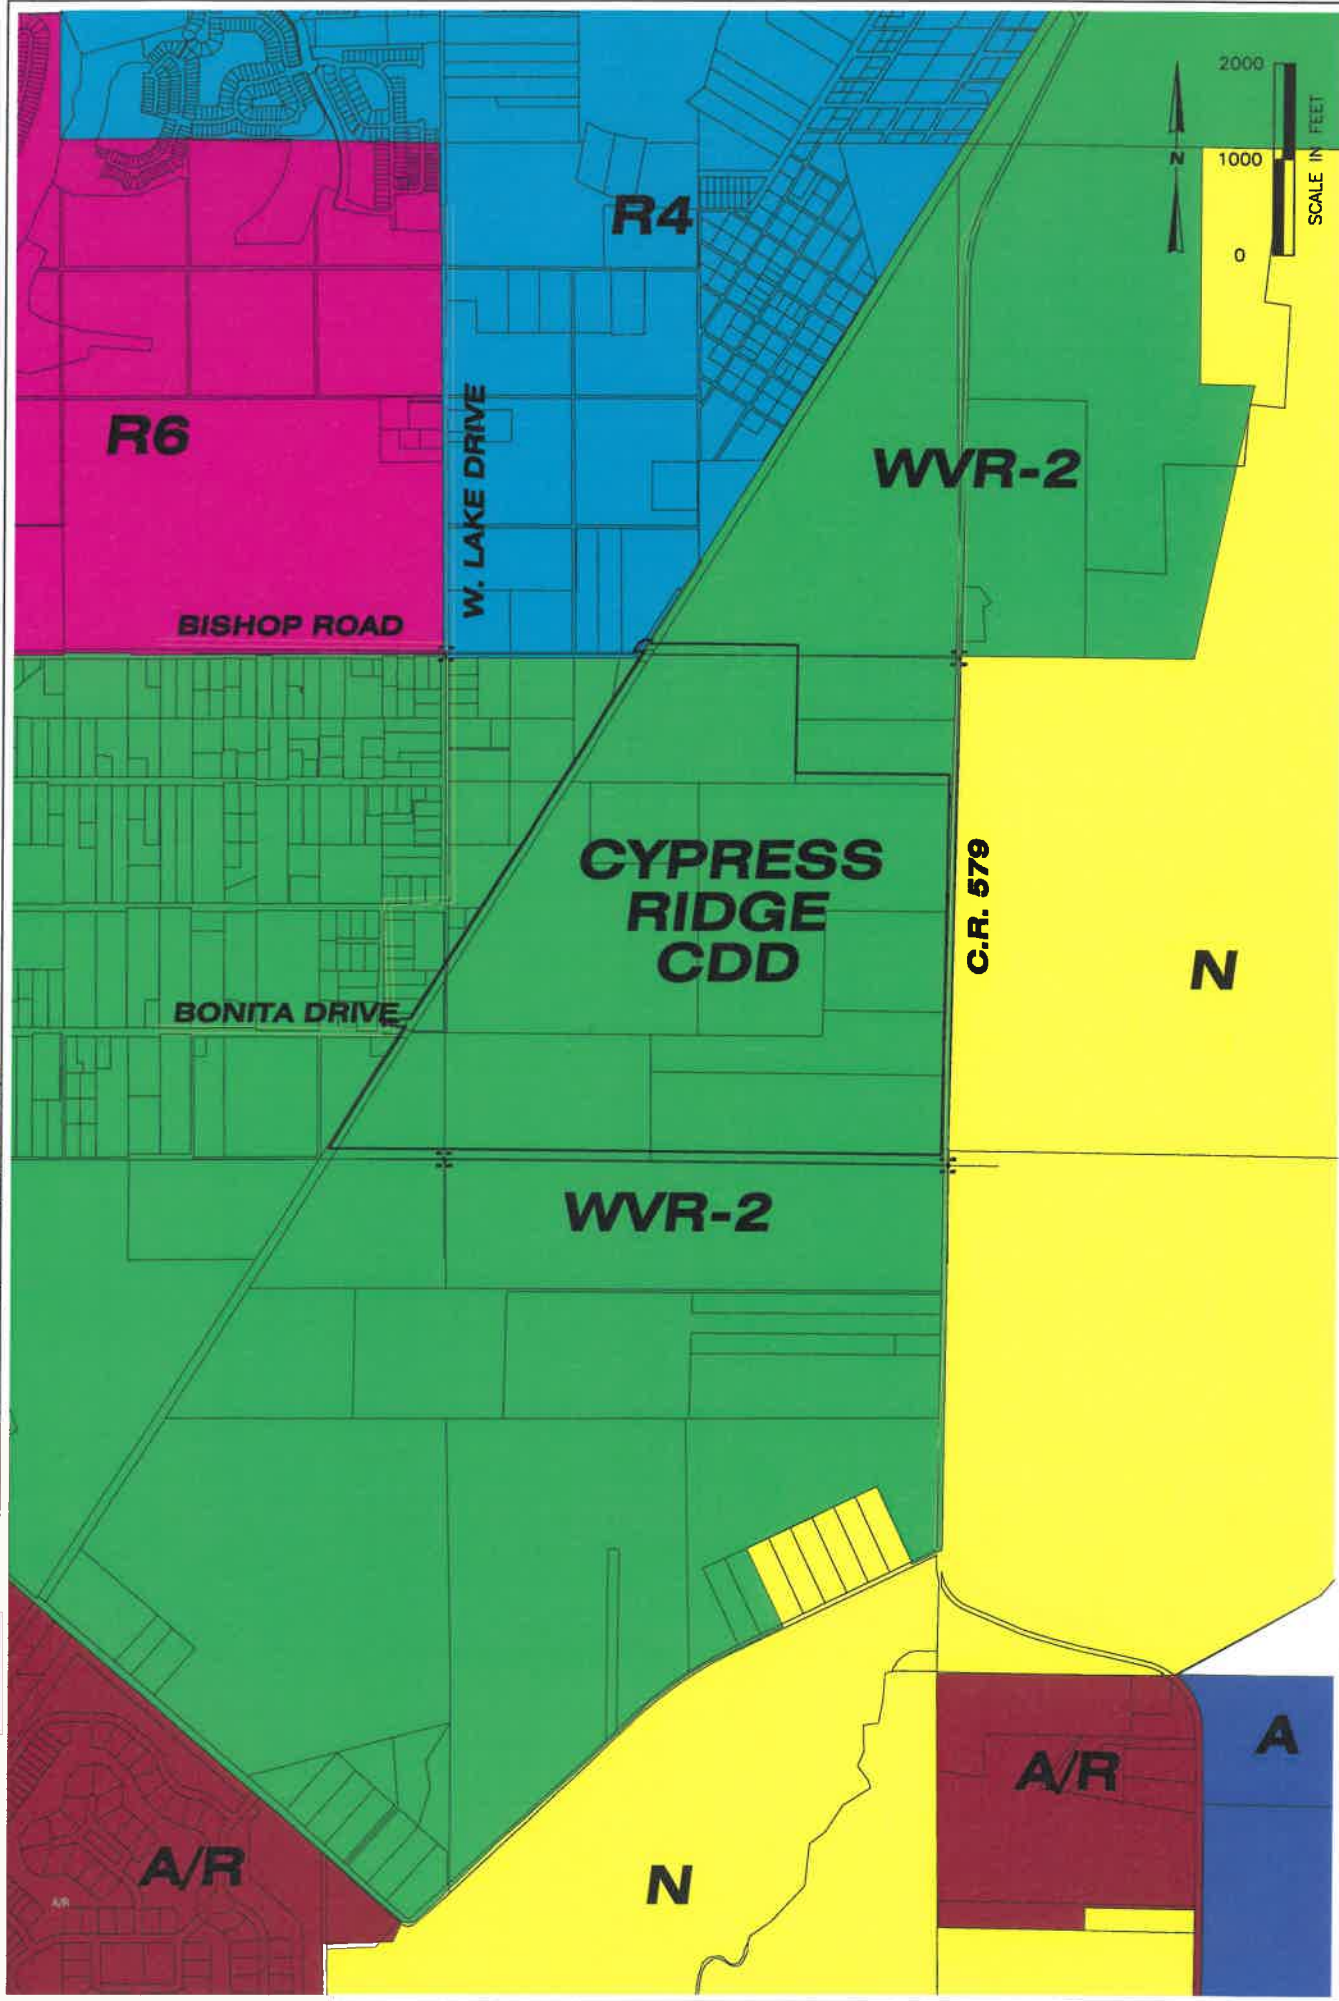 2000
N
1000
SCALE IN FEET
0
R4
R6
W. LAKE DRIVE
WVR-2
BISHOP ROAD
CYPRESS
RIDGE
CDD
C.R. 579
N
BONITA DRIVE
WVR-2
A
A/R
A/R
N
A/R